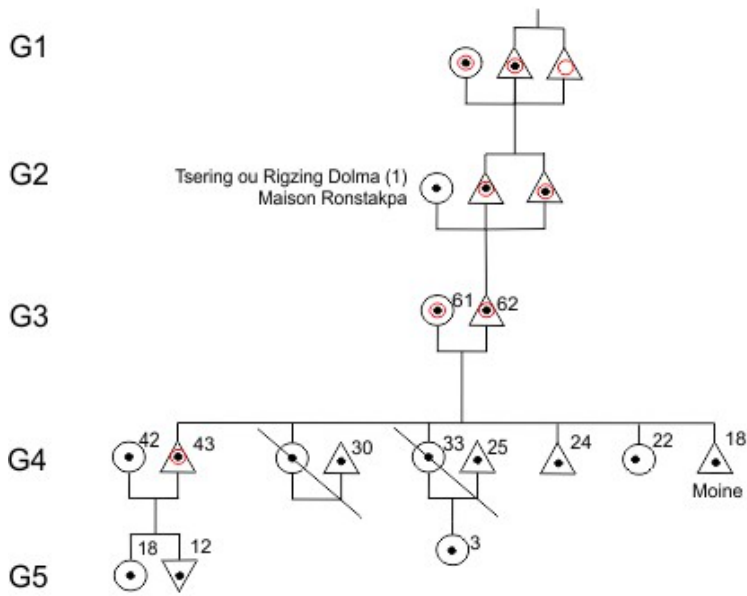 G1
G2
Tsering ou Rigzing Dolma (1)
Maison Ronstakpa
G3
61
62
G4
42
43
30
33
25
24
22
18
Moine
G5
18
12
3